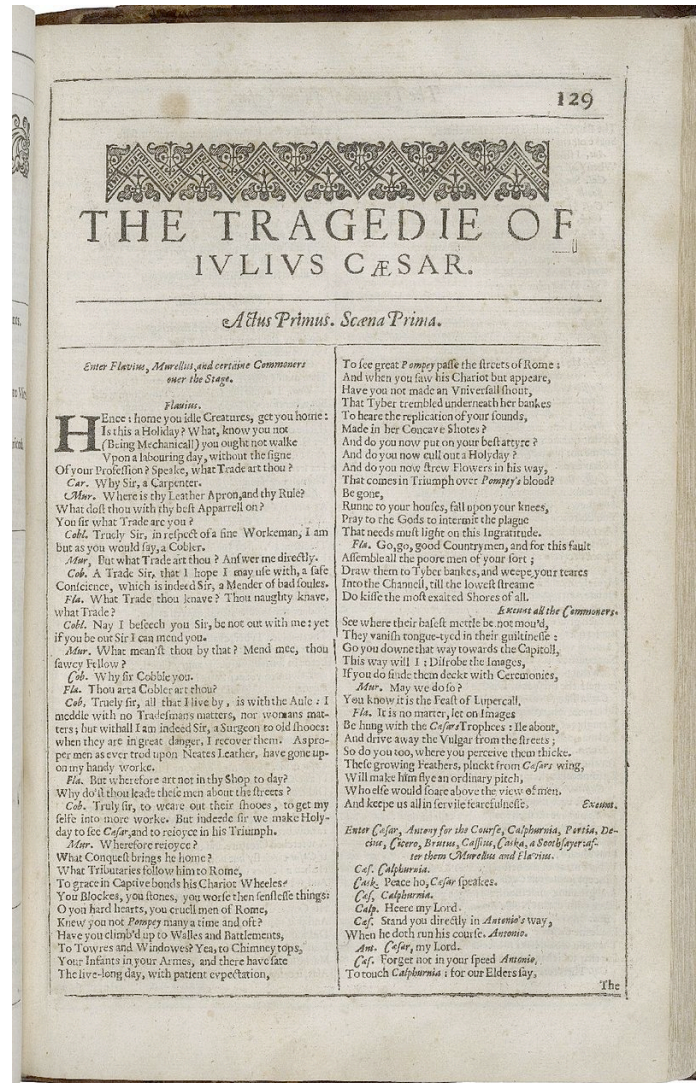 129
THE TRAGEDIE OF
IVLIVS CÆSAR.
Actus Primus. Scæna Prima.
Enter Flauius, Murellus, and certaine Commoners
ouer the Stage.
Flauius.
HEnce: home you idle Creatures, get you home:
Is this a Holiday? What, know you not
(Being Mechanicall) you ought not walke
Vpon a labouring day, without the signe
Of your Profession? Speake, what Trade art thou?
Car. Why Sir, a Carpenter.
Mur. Where is thy Leather Apron, and thy Rule?
What dost thou with thy best Apparrell on?
You sir, what Trade are you?
Cobl. Truely Sir, in respect of a fine Workeman, I am
but as you would say, a Cobler.
Mur. But what Trade art thou? Answer me directly.
Cob. A Trade Sir, that I hope I may vse with, a safe
Conscience, which is indeed Sir, a Mender of bad soules.
Fla. What Trade thou knaue? Thou naughty knaue,
what Trade?
Cobl. Nay I beseech you Sir, be not out with me: yet
if you be out Sir I can mend you.
Mur. What mean'st thou by that? Mend mee, thou
sawcy Fellow?
Cob. Why sir Cobble you.
Fla. Thou art a Cobler art thou?
Cob. Truely sir, all that I liue by, is with the Aule: I
meddle with no Tradesmans matters, nor womans mat-
ters; but withall I am indeed Sir, a Surgeon to old shooes:
when they are in great danger, I recouer them. As pro-
per men as euer trod vpon Neates Leather, haue gone vp-
on my handy worke.
Fla. But wherefore art not in thy Shop to day?
Why do'st thou leade these men about the streets?
Cob. Truly sir, to weare out their shooes, to get my
selfe into more worke. But indeede sir we make Holy-
day to see Cæsar, and to reioyce in his Triumph.
Mur. Wherefore reioyce?
What Conquest brings he home?
What Tributaries follow him to Rome,
To grace in Captiue bonds his Chariot Wheeles?
You Blockes, you stones, you worse then senslesse things:
O you hard hearts, you cruell men of Rome,
Knew you not Pompey many a time and oft?
Haue you climb'd vp to Walles and Battlements,
To Towres and Windowes? Yea, to Chimney tops,
Your Infants in your Armes, and there haue sate
The liue-long day, with patient expectation,
To see great Pompey passe the streets of Rome:
And when you saw his Chariot but appeare,
Haue you not made an Vniuersall shout,
That Tyber trembled vnderneath her bankes
To heare the replication of your sounds,
Made in her Concaue Shores?
And do you now put on your best attyre?
And do you now cull out a Holyday?
And do you now strew Flowers in his way,
That comes in Triumph ouer Pompey's blood?
Be gone,
Runne to your houses, fall vpon your knees,
Pray to the Gods to intermit the plague
That needs must light on this Ingratitude.
Fla. Go, go, good Countrymen, and for this fault
Assemble all the poore men of your sort;
Draw them to Tyber bankes, and weepe your teares
Into the Channell, till the lowest streame
Do kisse the most exalted Shores of all.
Exeunt all the Commoners.
See where their basest mettle be not mou'd,
They vanish tongue-tyed in their guiltinesse:
Go you downe that way towards the Capitoll,
This way will I: Disrobe the Images,
If you do finde them deckt with Ceremonies.
Mur. May we do so?
You know it is the Feast of Lupercall.
Fla. It is no matter, let no Images
Be hung with the Cæsars Trophees: Ile about,
And driue away the Vulgar from the streets;
So do you too, where you perceiue them thicke.
These growing Feathers, pluckt from Cæsars wing,
Will make him flye an ordinary pitch,
Who else would soare aboue the view of men,
And keepe vs all in seruile fearefulnesse. Exeunt.
Enter Cæsar, Antony for the Course, Calphurnia, Portia, De-
cius, Cicero, Brutus, Cassius, Caska, a Soothsayer: af-
ter them Murellus and Flauius.
Cæs. Calphurnia.
Cask. Peace ho, Cæsar speakes.
Cæs. Calphurnia.
Calp. Heere my Lord.
Cæs. Stand you directly in Antonio's way,
When he doth run his course. Antonio.
Ant. Cæsar, my Lord.
Cæs. Forget not in your speed Antonio,
To touch Calphurnia: for our Elders say,
The